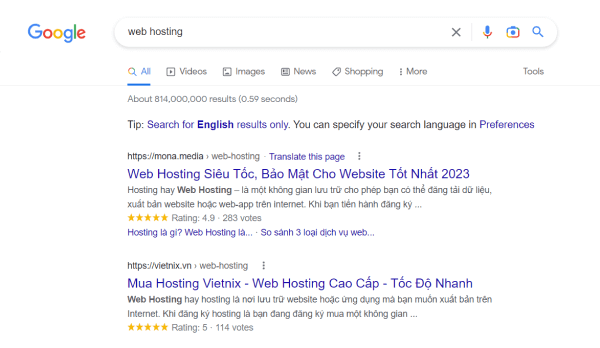 Google
web hosting
All Videos Images News Shopping More Tools
About 814,000,000 results (0.59 seconds)
Tip: Search for English results only. You can specify your search language in Preferences
https://mona.media › web-hosting · Translate this page
Web Hosting Siêu Tốc, Bảo Mật Cho Website Tốt Nhất 2023
Hosting hay Web Hosting – là một không gian lưu trữ cho phép bạn có thể đăng tải dữ liệu,
xuất bản website hoặc web-app trên internet. Khi bạn tiến hành đăng ký ...
Rating: 4.9 · 283 votes
Hosting là gì? Web Hosting là... · So sánh 3 loại dịch vụ web...
https://vietnix.vn › web-hosting
Mua Hosting Vietnix - Web Hosting Cao Cấp - Tốc Độ Nhanh
Web Hosting hay hosting là nơi lưu trữ website hoặc ứng dụng mà bạn muốn xuất bản trên
Internet. Khi đăng ký hosting là bạn đang đăng ký mua một không gian ...
Rating: 5 · 114 votes